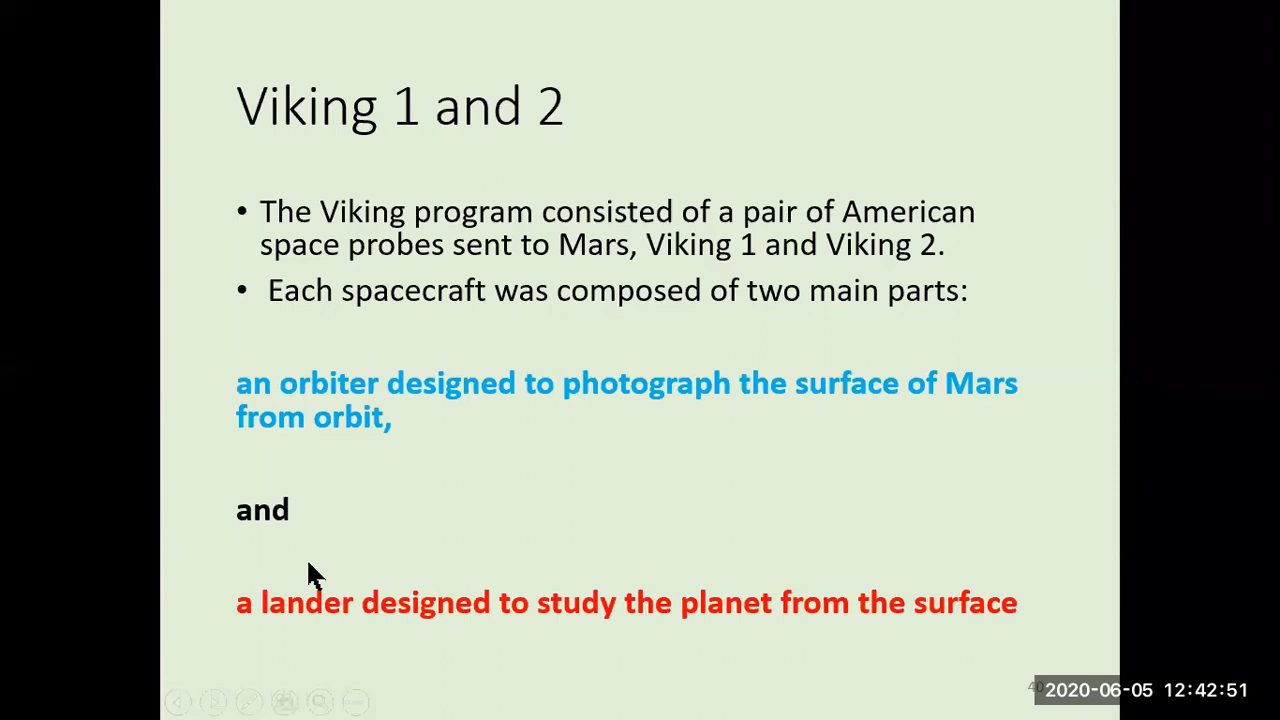 Viking 1 and 2
• The Viking program consisted of a pair of American
space probes sent to Mars, Viking 1 and Viking 2.
• Each spacecraft was composed of two main parts:
an orbiter designed to photograph the surface of Mars
from orbit,
and
a lander designed to study the planet from the surface
2020-06-05 12:42:51